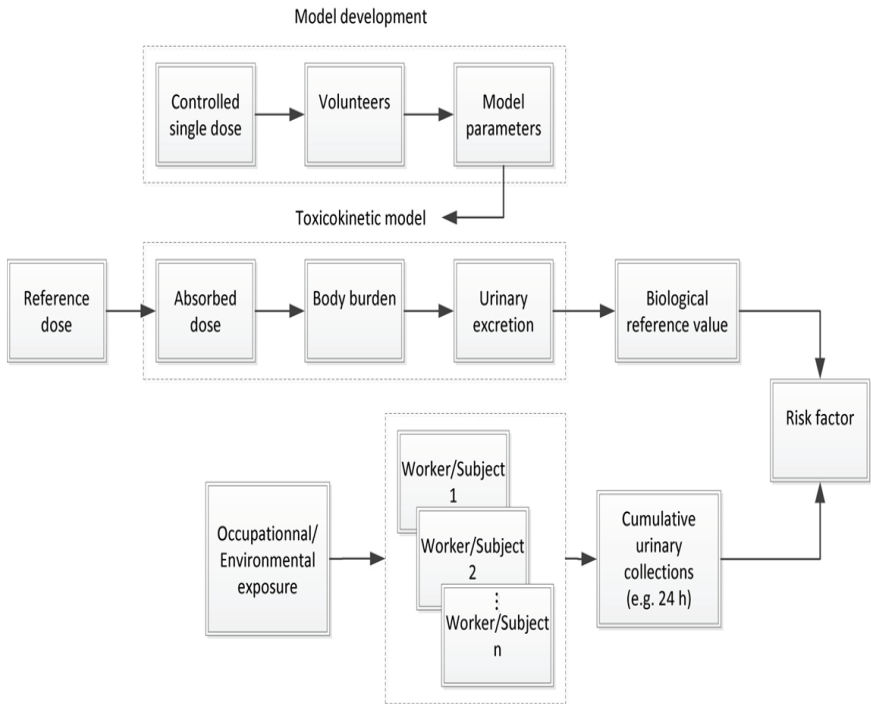 Model development
Controlled
single dose
Volunteers
Model
parameters
Toxicokinetic model
Reference
dose
Absorbed
dose
Body burden
Urinary
excretion
Biological
reference value
Risk factor
Occupationnal/
Environmental
exposure
Worker/Subject
1
Worker/Subject
2
⋮
Worker/Subject
n
Cumulative
urinary
collections
(e.g. 24 h)